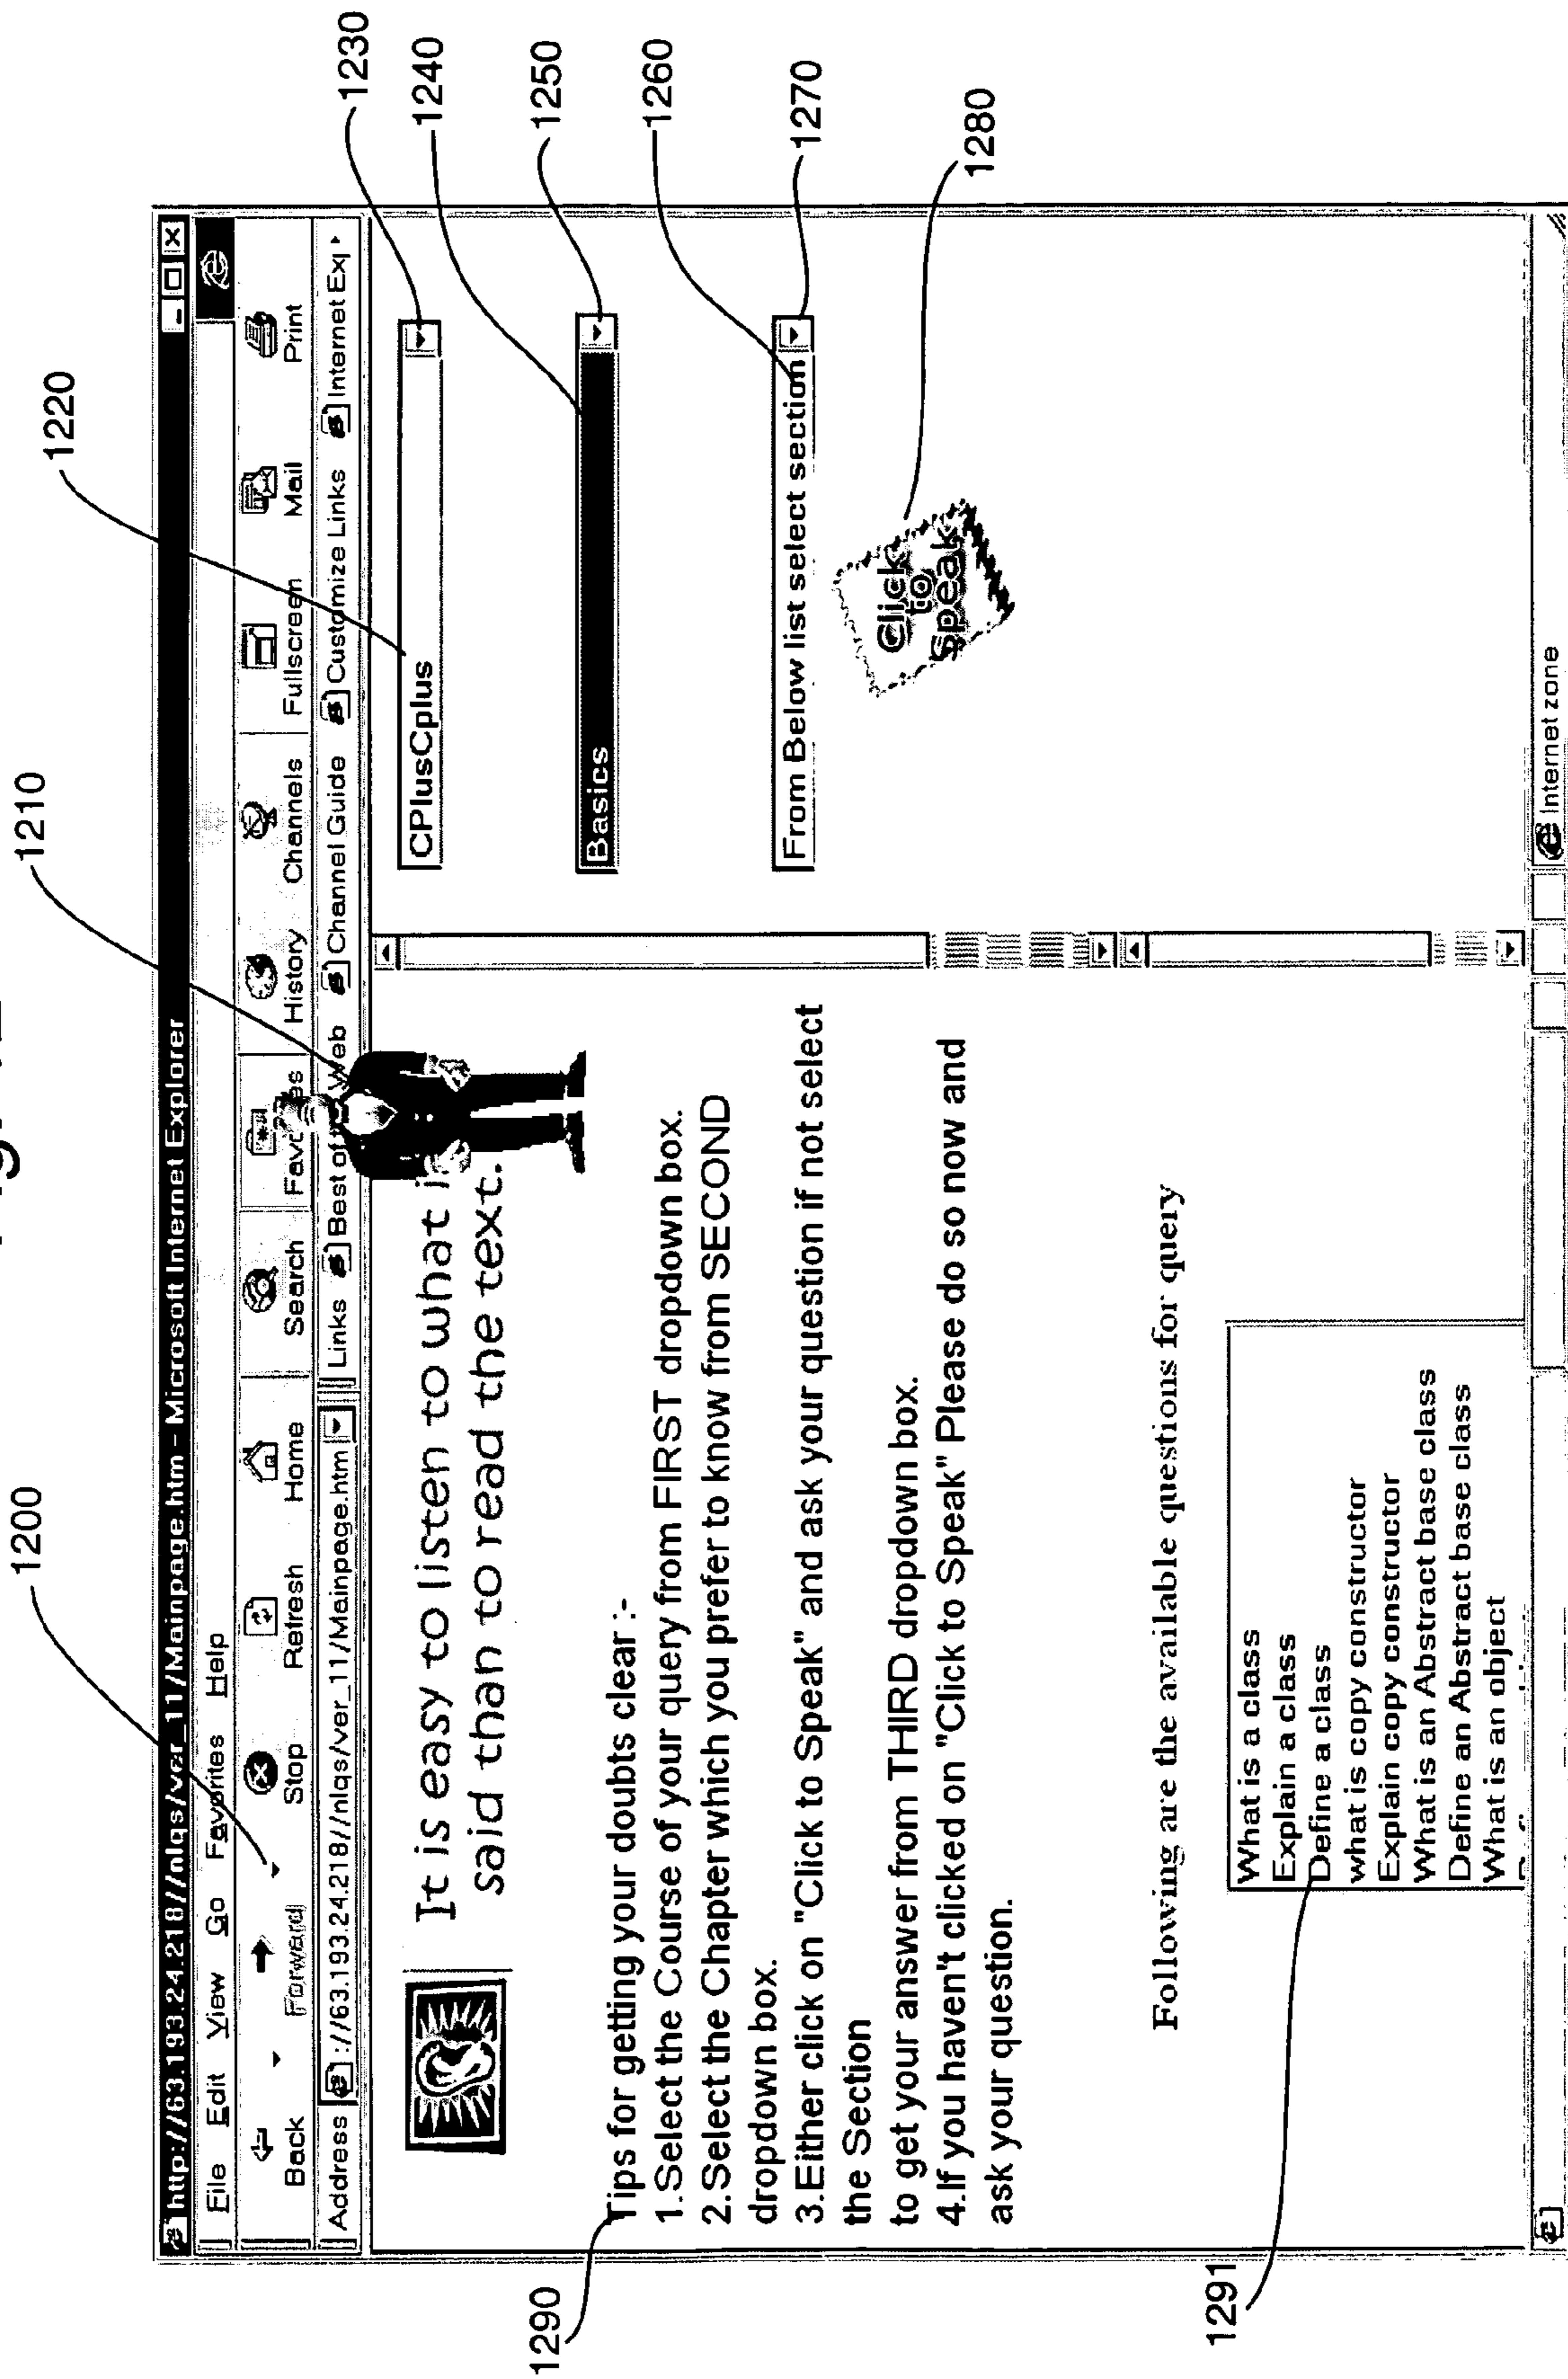 1200
1210
1220
http://63.193.24.218//nlqs/ver_11/Mainpage.htm - Microsoft Internet Explorer
File Edit View Go Favorites Help
Back Forward Stop Refresh Home Search Favorites History Channels Fullscreen Mail Print
Address ://63.193.24.218//nlqs/ver_11/Mainpage.htm Links Best of the Web Channel Guide Customize Links Internet Exp
It is easy to listen to what i
said than to read the text.
Tips for getting your doubts clear :-
1.Select the Course of your query from FIRST dropdown box.
2.Select the Chapter which you prefer to know from SECOND
dropdown box.
3.Either click on "Click to Speak" and ask your question if not select
the Section
to get your answer from THIRD dropdown box.
4.If you haven't clicked on "Click to Speak" Please do so now and
ask your question.
Following are the available questions for query
What is a class
Explain a class
Define a class
what is copy constructor
Explain copy constructor
What is an Abstract base class
Define an Abstract base class
What is an object
CPlusCplus
Basics
From Below list select section
Click
to
Speak
Internet zone
1230
1240
1250
1260
1270
1280
1290
1291